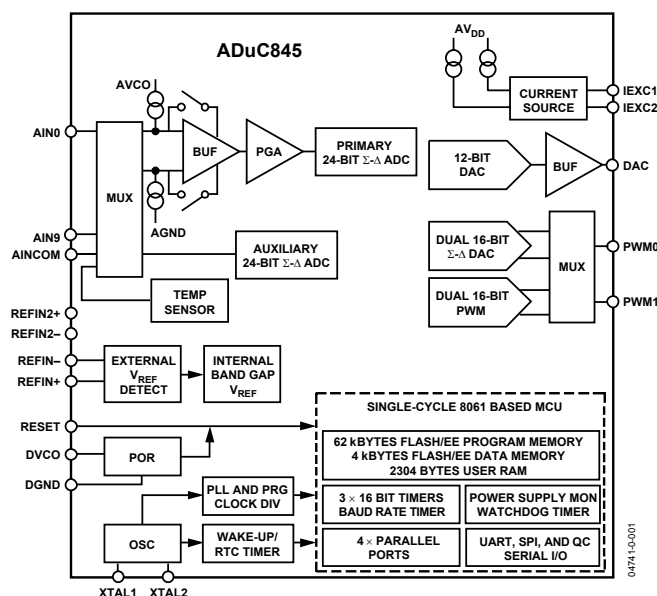 ADuC845
AVDD
AVCO
IEXC1
IEXC2
CURRENT
SOURCE
AIN0
BUF
PGA
PRIMARY
24-BIT Σ-Δ ADC
12-BIT
DAC
BUF
DAC
MUX
AGND
AIN9
AINCOM
AUXILIARY
24-BIT Σ-Δ ADC
DUAL 16-BIT
Σ-Δ DAC
MUX
PWM0
TEMP
SENSOR
DUAL 16-BIT
PWM
PWM1
REFIN2+
REFIN2–
REFIN–
REFIN+
EXTERNAL
VREF
DETECT
INTERNAL
BAND GAP
VREF
SINGLE-CYCLE 8061 BASED MCU
RESET
62 kBYTES FLASH/EE PROGRAM MEMORY
4 kBYTES FLASH/EE DATA MEMORY
2304 BYTES USER RAM
DVCO
POR
DGND
PLL AND PRG
CLOCK DIV
3 × 16 BIT TIMERS
BAUD RATE TIMER
POWER SUPPLY MON
WATCHDOG TIMER
OSC
WAKE-UP/
RTC TIMER
4 × PARALLEL
PORTS
UART, SPI, AND QC
SERIAL I/O
XTAL1
XTAL2
04741-0-001